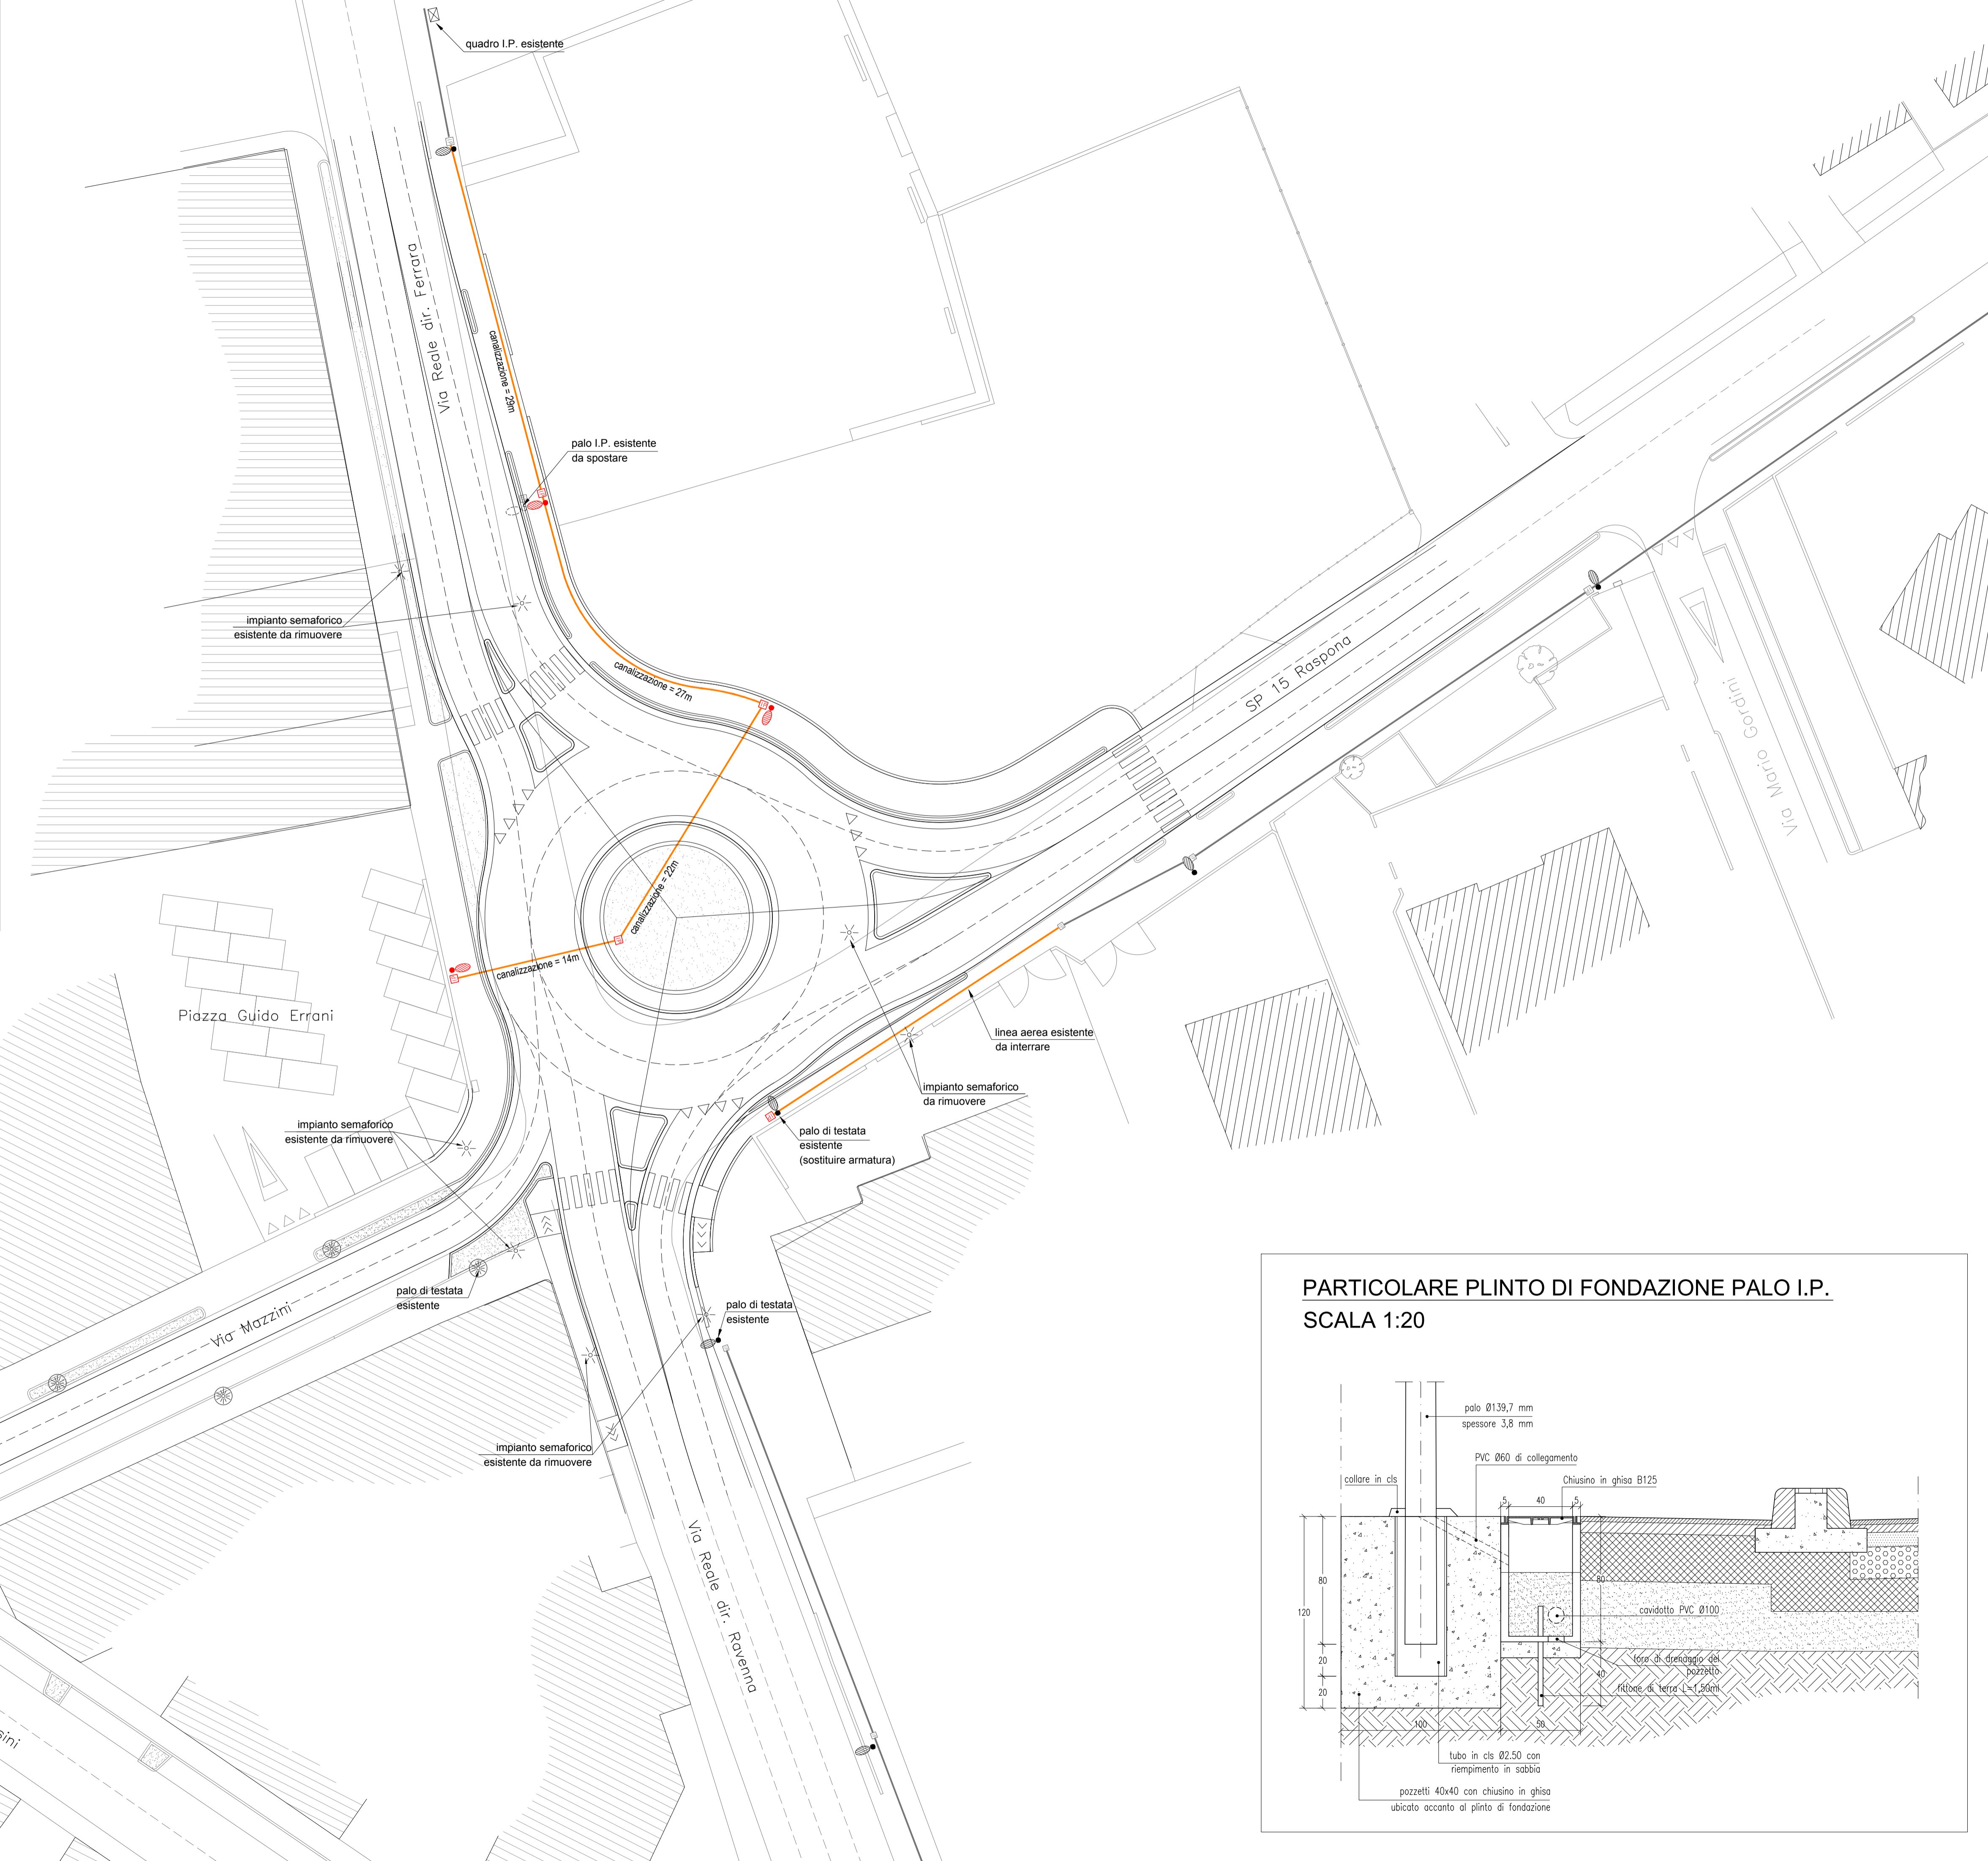 quadro I.P. esistente
Via Reale dir. Ferrara
canalizzazione = 29m
palo I.P. esistente
da spostare
impianto semaforico
esistente da rimuovere
canalizzazione = 27m
SP 15 Raspona
Via Mario Gordini
canalizzazione = 22m
canalizzazione = 14m
Piazza Guido Errani
linea aerea esistente
da interrare
impianto semaforico
da rimuovere
impianto semaforico
esistente da rimuovere
palo di testata
esistente
(sostituire armatura)
palo di testata
esistente
palo di testata
esistente
Via Mazzini
impianto semaforico
esistente da rimuovere
Via Reale dir. Ravenna
sini
PARTICOLARE PLINTO DI FONDAZIONE PALO I.P.
SCALA 1:20
palo Ø139,7 mm
spessore 3,8 mm
PVC Ø60 di collegamento
collare in cls
Chiusino in ghisa B125
5
40
5
80
120
80
cavidotto PVC Ø100
20
foro di drenaggio del
pozzetto
40
20
fittone di terra L=1,50ml
100
50
tubo in cls Ø2.50 con
riempimento in sabbia
pozzetti 40x40 con chiusino in ghisa
ubicato accanto al plinto di fondazione